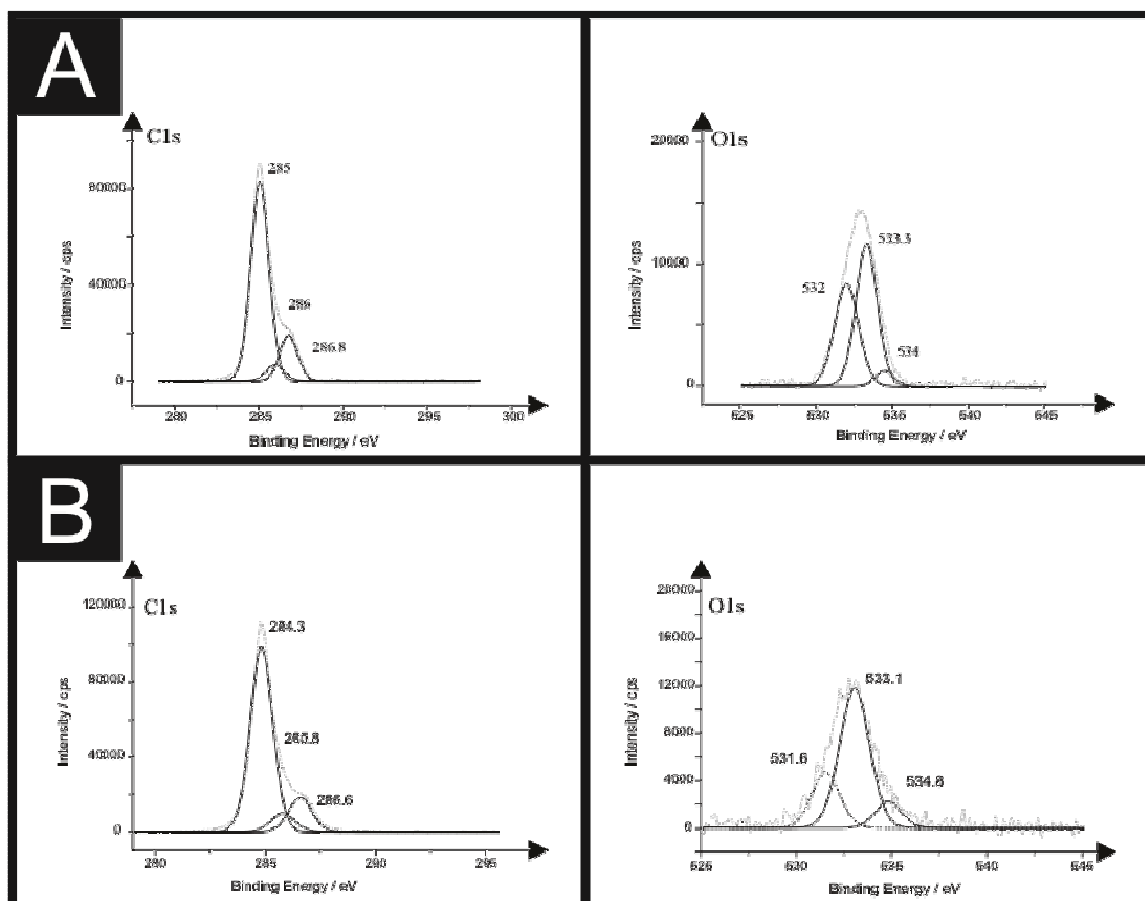 A
C1s
285
286
286.8
80000
40000
0
Intensity / cps
280 285 290 295 300
Binding Energy / eV
O1s
20000
10000
0
532
533.3
534
Intensity / cps
525 530 535 540 545
Binding Energy / eV
B
C1s
120000
80000
40000
0
284.3
286.6
Intensity / cps
280 285 290 295
Binding Energy / eV
O1s
20000
16000
12000
8000
4000
0
531.6
533.1
534.8
Intensity / cps
525 530 535 540 545
Binding Energy / eV